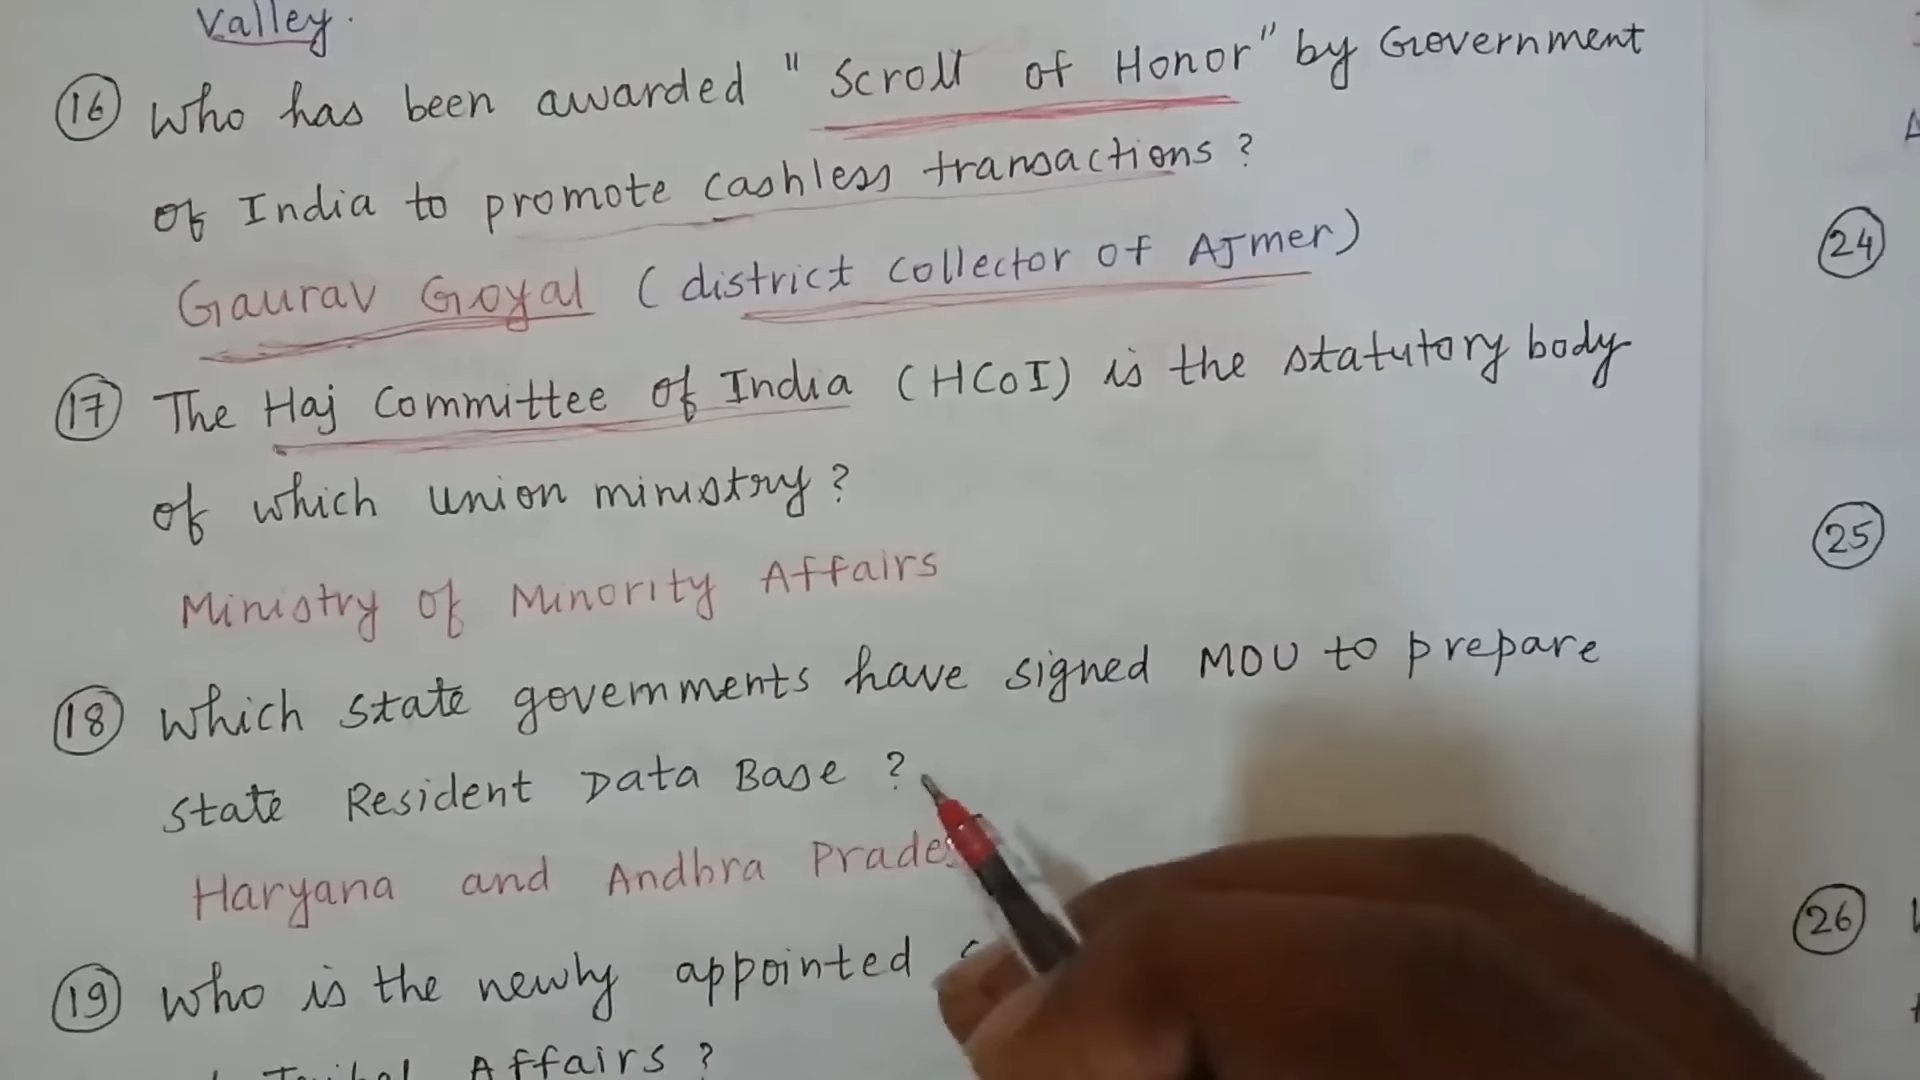 Valley.
16 Who has been awarded "Scroll of Honor" by Government
of India to promote cashless transactions?
Gaurav Goyal (district collector of Ajmer)
17 The Haj Committee of India (HCoI) is the statutory body
of which union ministry?
Ministry of Minority Affairs
18 Which state governments have signed MOU to prepare
State Resident Data Base?
Haryana and Andhra
19 Who is the newly appointed
Affairs?
24
25
26